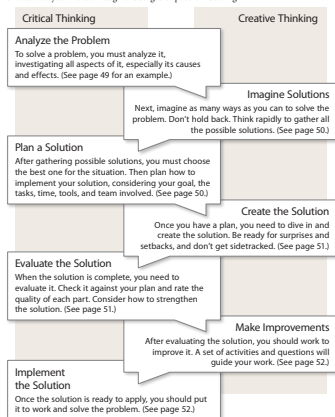 Critical Thinking
Creative Thinking
Analyze the Problem
To solve a problem, you must analyze it,
investigating all aspects of it, especially its causes
and effects. (See page 49 for an example.)
Imagine Solutions
Next, imagine as many ways as you can to solve the
problem. Don't hold back. Think rapidly to gather all
the possible solutions. (See page 50.)
Plan a Solution
After gathering possible solutions, you must choose
the best one for the situation. Then plan how to
implement your solution, considering your goal, the
tasks, time, tools, and team involved. (See page 50.)
Create the Solution
Once you have a plan, you need to dive in and
create the solution. Be ready for surprises and
setbacks, and don't get sidetracked. (See page 51.)
Evaluate the Solution
When the solution is complete, you need to
evaluate it. Check it against your plan and rate the
quality of each part. Consider how to strengthen
the solution. (See page 51.)
Make Improvements
After evaluating the solution, you should work to
improve it. A set of activities and questions will
guide your work. (See page 52.)
Implement
the Solution
Once the solution is ready to apply, you should put
it to work and solve the problem. (See page 52.)